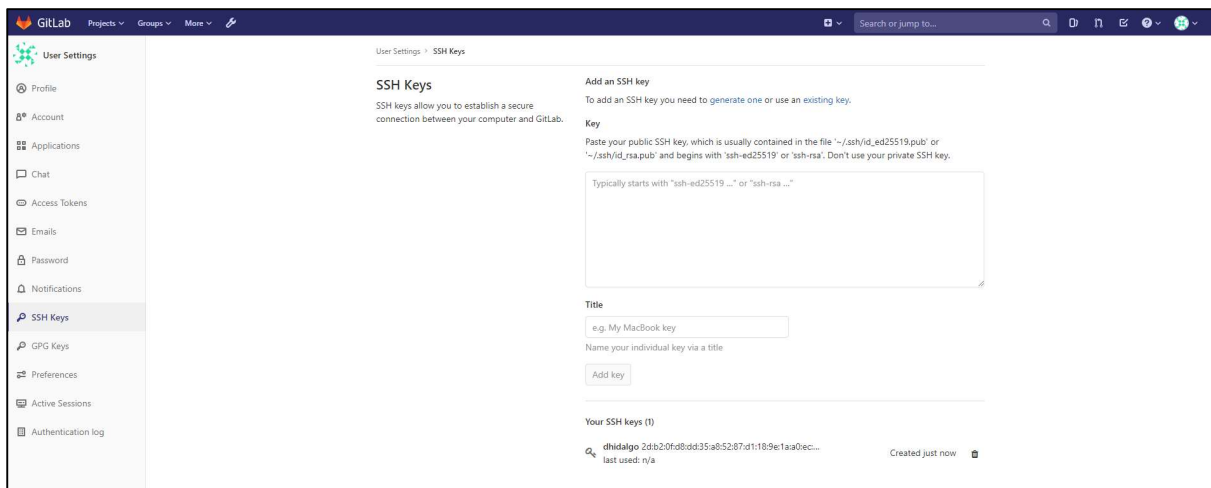 GitLab Projects Groups More Search or jump to...
User Settings
Profile
Account
Applications
Chat
Access Tokens
Emails
Password
Notifications
SSH Keys
GPG Keys
Preferences
Active Sessions
Authentication log
User Settings > SSH Keys
SSH Keys
SSH keys allow you to establish a secure
connection between your computer and GitLab.
Add an SSH key
To add an SSH key you need to generate one or use an existing key.
Key
Paste your public SSH key, which is usually contained in the file '~/.ssh/id_ed25519.pub' or
'~/.ssh/id_rsa.pub' and begins with 'ssh-ed25519' or 'ssh-rsa'. Don't use your private SSH key.
Typically starts with "ssh-ed25519 ..." or "ssh-rsa ..."
Title
e.g. My MacBook key
Name your individual key via a title
Add key
Your SSH keys (1)
dhidalgo 2d:b2:0f:d8:dd:35:a8:52:87:d1:18:9e:1a:a0:ec:...
last used: n/a
Created just now